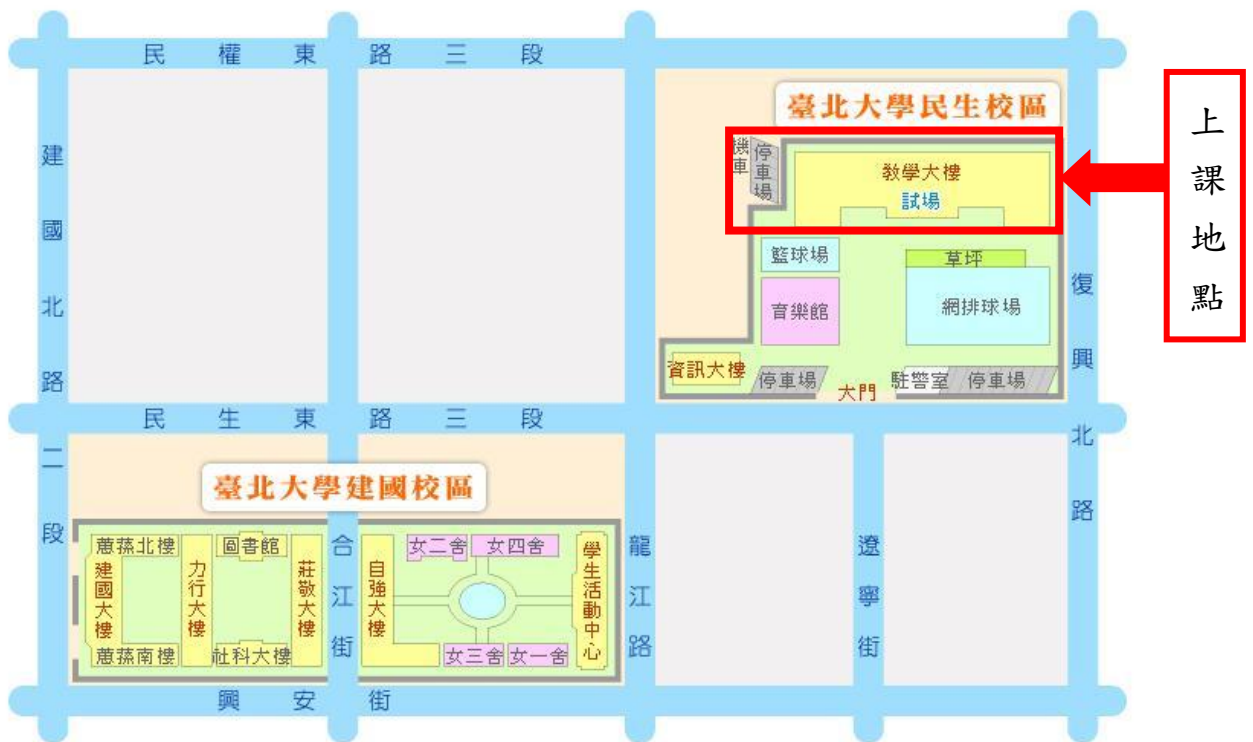 民權東路三段
臺北大學民生校區
上課地點
機車
停車場
教學大樓
試場
建國北路二段
籃球場
草坪
復興北路
育樂館
網排球場
資訊大樓
停車場
大門
駐警室
停車場
民生東路三段
臺北大學建國校區
蕙蓀北樓
圖書館
合江街
女二舍
女四舍
龍江路
遼寧街
建國大樓
力行大樓
莊敬大樓
自強大樓
學生活動中心
蕙蓀南樓
社科大樓
女三舍
女一舍
興安街